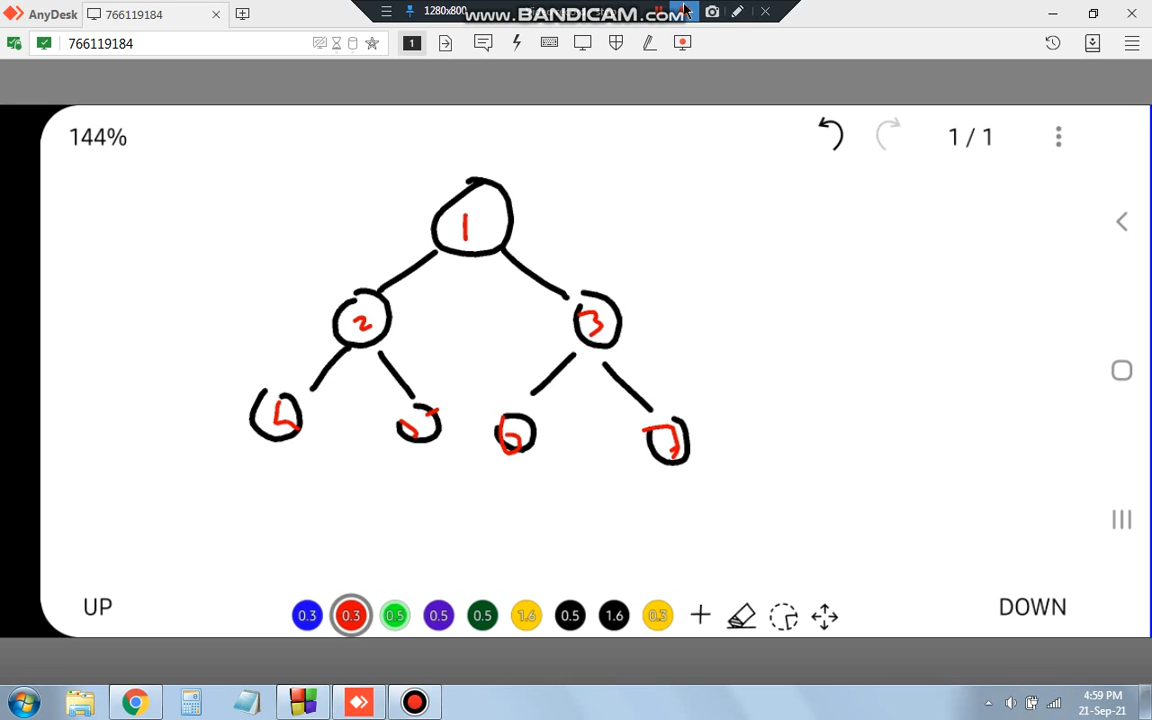 AnyDesk 766119184
1280x800
www.BANDICAM.com
766119184
1
144%
1 / 1
1
2 3
4 5 6 7
UP
0.3 0.3 0.5 0.5 0.5 1.6 0.5 1.6 0.3
DOWN
4:59 PM
21-Sep-21